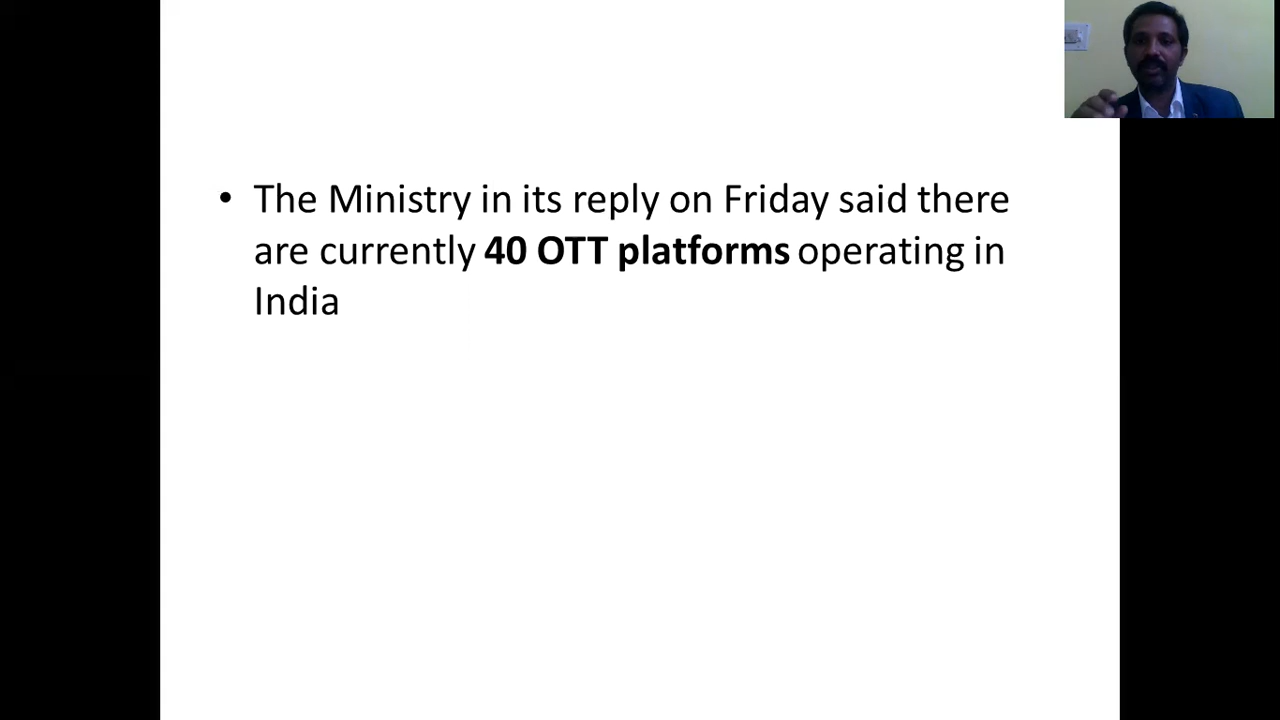 • The Ministry in its reply on Friday said there
are currently 40 OTT platforms operating in
India